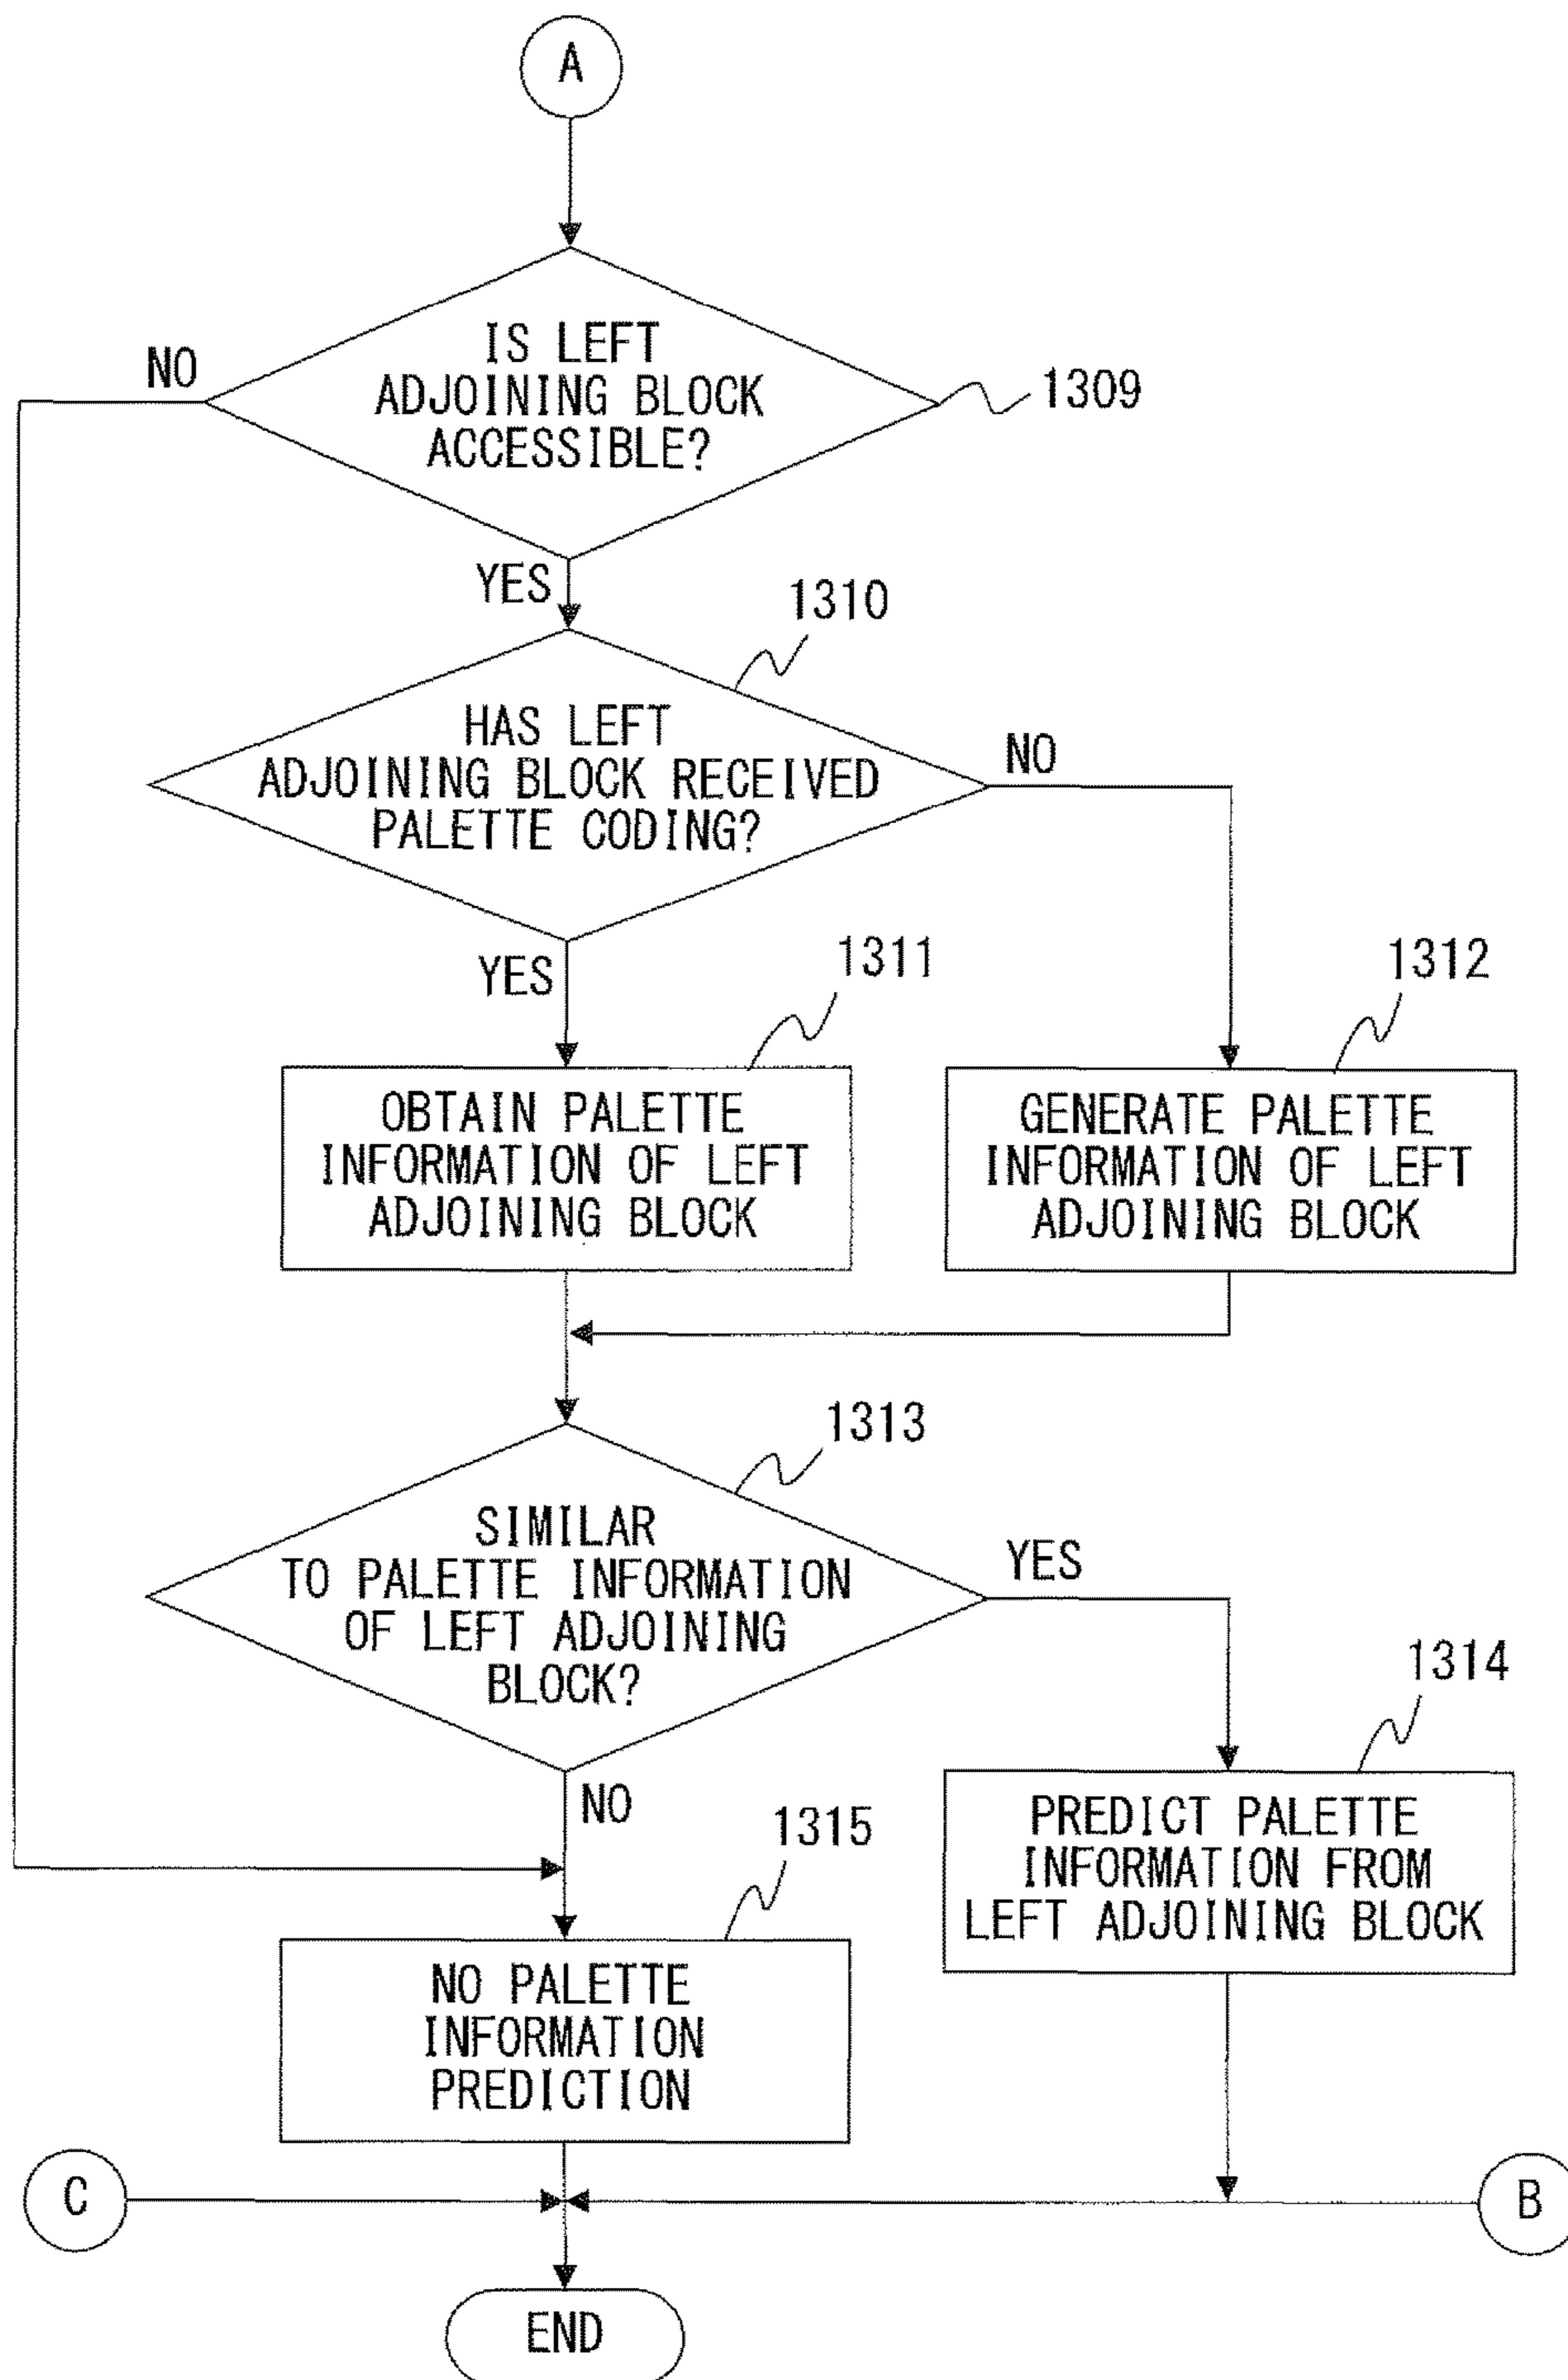 A
IS LEFT
ADJOINING BLOCK
ACCESSIBLE?
NO
1309
YES
1310
HAS LEFT
ADJOINING BLOCK RECEIVED
PALETTE CODING?
NO
YES
1311
1312
OBTAIN PALETTE
INFORMATION OF LEFT
ADJOINING BLOCK
GENERATE PALETTE
INFORMATION OF LEFT
ADJOINING BLOCK
1313
SIMILAR
TO PALETTE INFORMATION
OF LEFT ADJOINING
BLOCK?
YES
1314
NO
1315
PREDICT PALETTE
INFORMATION FROM
LEFT ADJOINING BLOCK
NO PALETTE
INFORMATION
PREDICTION
C
B
END